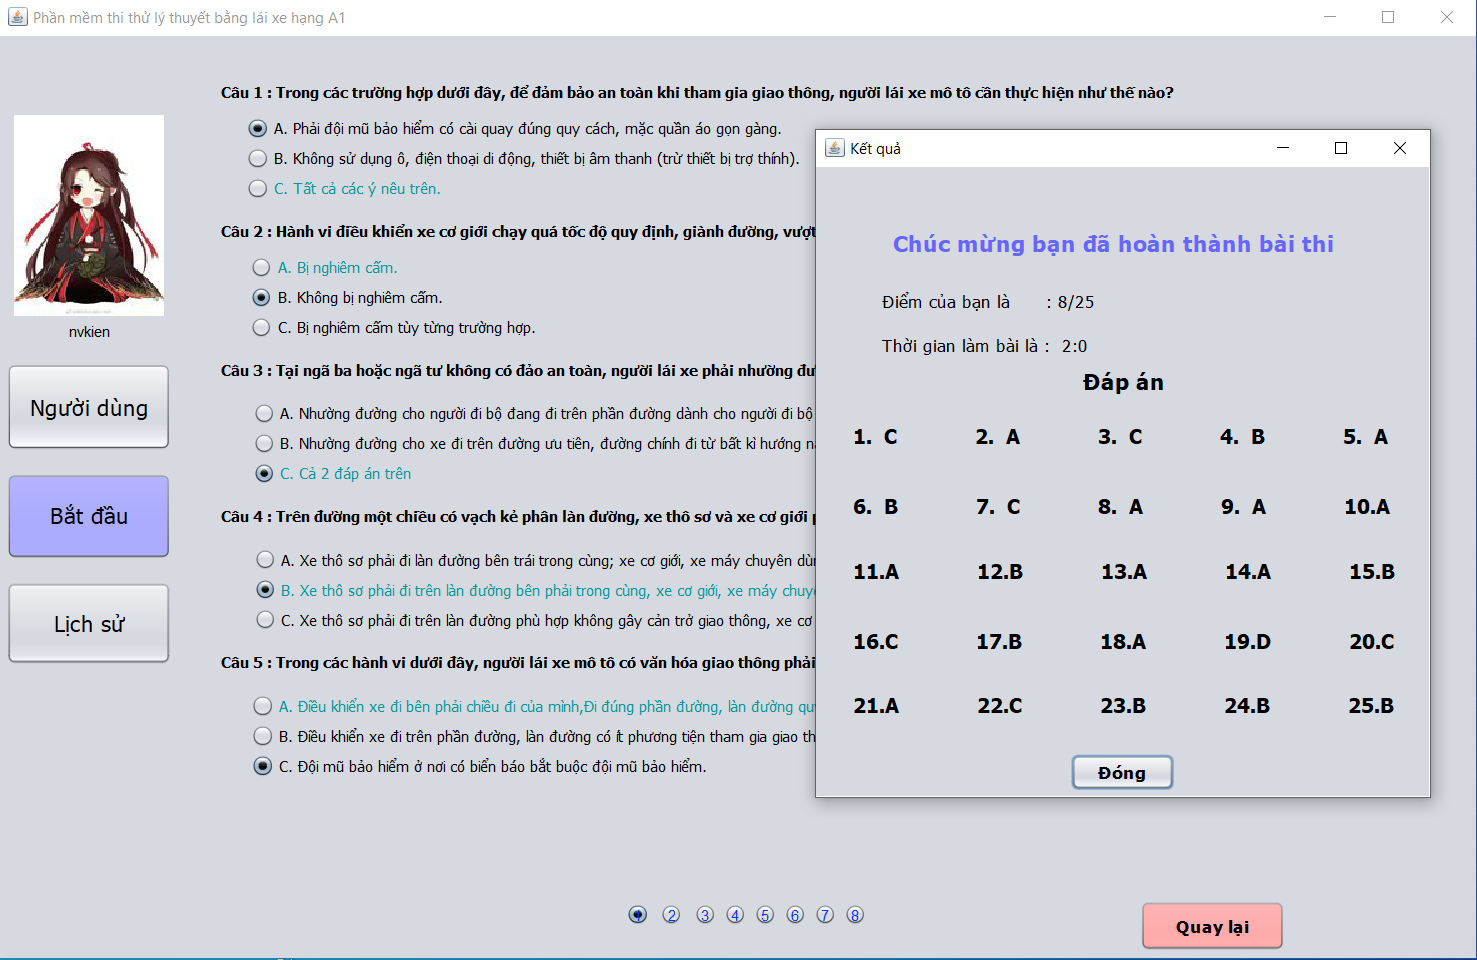 Phần mềm thi thử lý thuyết bằng lái xe hạng A1
Câu 1 : Trong các trường hợp dưới đây, để đảm bảo an toàn khi tham gia giao thông, người lái xe mô tô cần thực hiện như thế nào?
A. Phải đội mũ bảo hiểm có cài quay đúng quy cách, mặc quần áo gọn gàng.
B. Không sử dụng ô, điện thoại di động, thiết bị âm thanh (trừ thiết bị trợ thính).
C. Tất cả các ý nêu trên.
Câu 2 : Hành vi điều khiển xe cơ giới chạy quá tốc độ quy định, giành đường, vượt
A. Bị nghiêm cấm.
B. Không bị nghiêm cấm.
C. Bị nghiêm cấm tùy từng trường hợp.
Câu 3 : Tại ngã ba hoặc ngã tư không có đảo an toàn, người lái xe phải nhường
A. Nhường đường cho người đi bộ đang đi trên phần đường dành cho người đi bộ
B. Nhường đường cho xe đi trên đường ưu tiên, đường chính đi từ bất kì hướng
C. Cả 2 đáp án trên
Câu 4 : Trên đường một chiều có vạch kẻ phân làn đường, xe thô sơ và xe cơ giới
A. Xe thô sơ phải đi làn đường bên trái trong cùng; xe cơ giới, xe máy chuyên
B. Xe thô sơ phải đi trên làn đường bên phải trong cùng, xe cơ giới, xe máy
C. Xe thô sơ phải đi trên làn đường phù hợp không gây cản trở giao thông, xe cơ
Câu 5 : Trong các hành vi dưới đây, người lái xe mô tô có văn hóa giao thông phải
A. Điều khiển xe đi bên phải chiều đi của mình,Đi đúng phần đường, làn đường
B. Điều khiển xe đi trên phần đường, làn đường có ít phương tiện tham gia giao
C. Đội mũ bảo hiểm ở nơi có biển báo bắt buộc đội mũ bảo hiểm.
nvkien
Người dùng
Bắt đầu
Lịch sử
Kết quả
Chúc mừng bạn đã hoàn thành bài thi
Điểm của bạn là : 8/25
Thời gian làm bài là : 2:0
Đáp án
1. C 2. A 3. C 4. B 5. A
6. B 7. C 8. A 9. A 10.A
11.A 12.B 13.A 14.A 15.B
16.C 17.B 18.A 19.D 20.C
21.A 22.C 23.B 24.B 25.B
Đóng
1 2 3 4 5 6 7 8
Quay lại